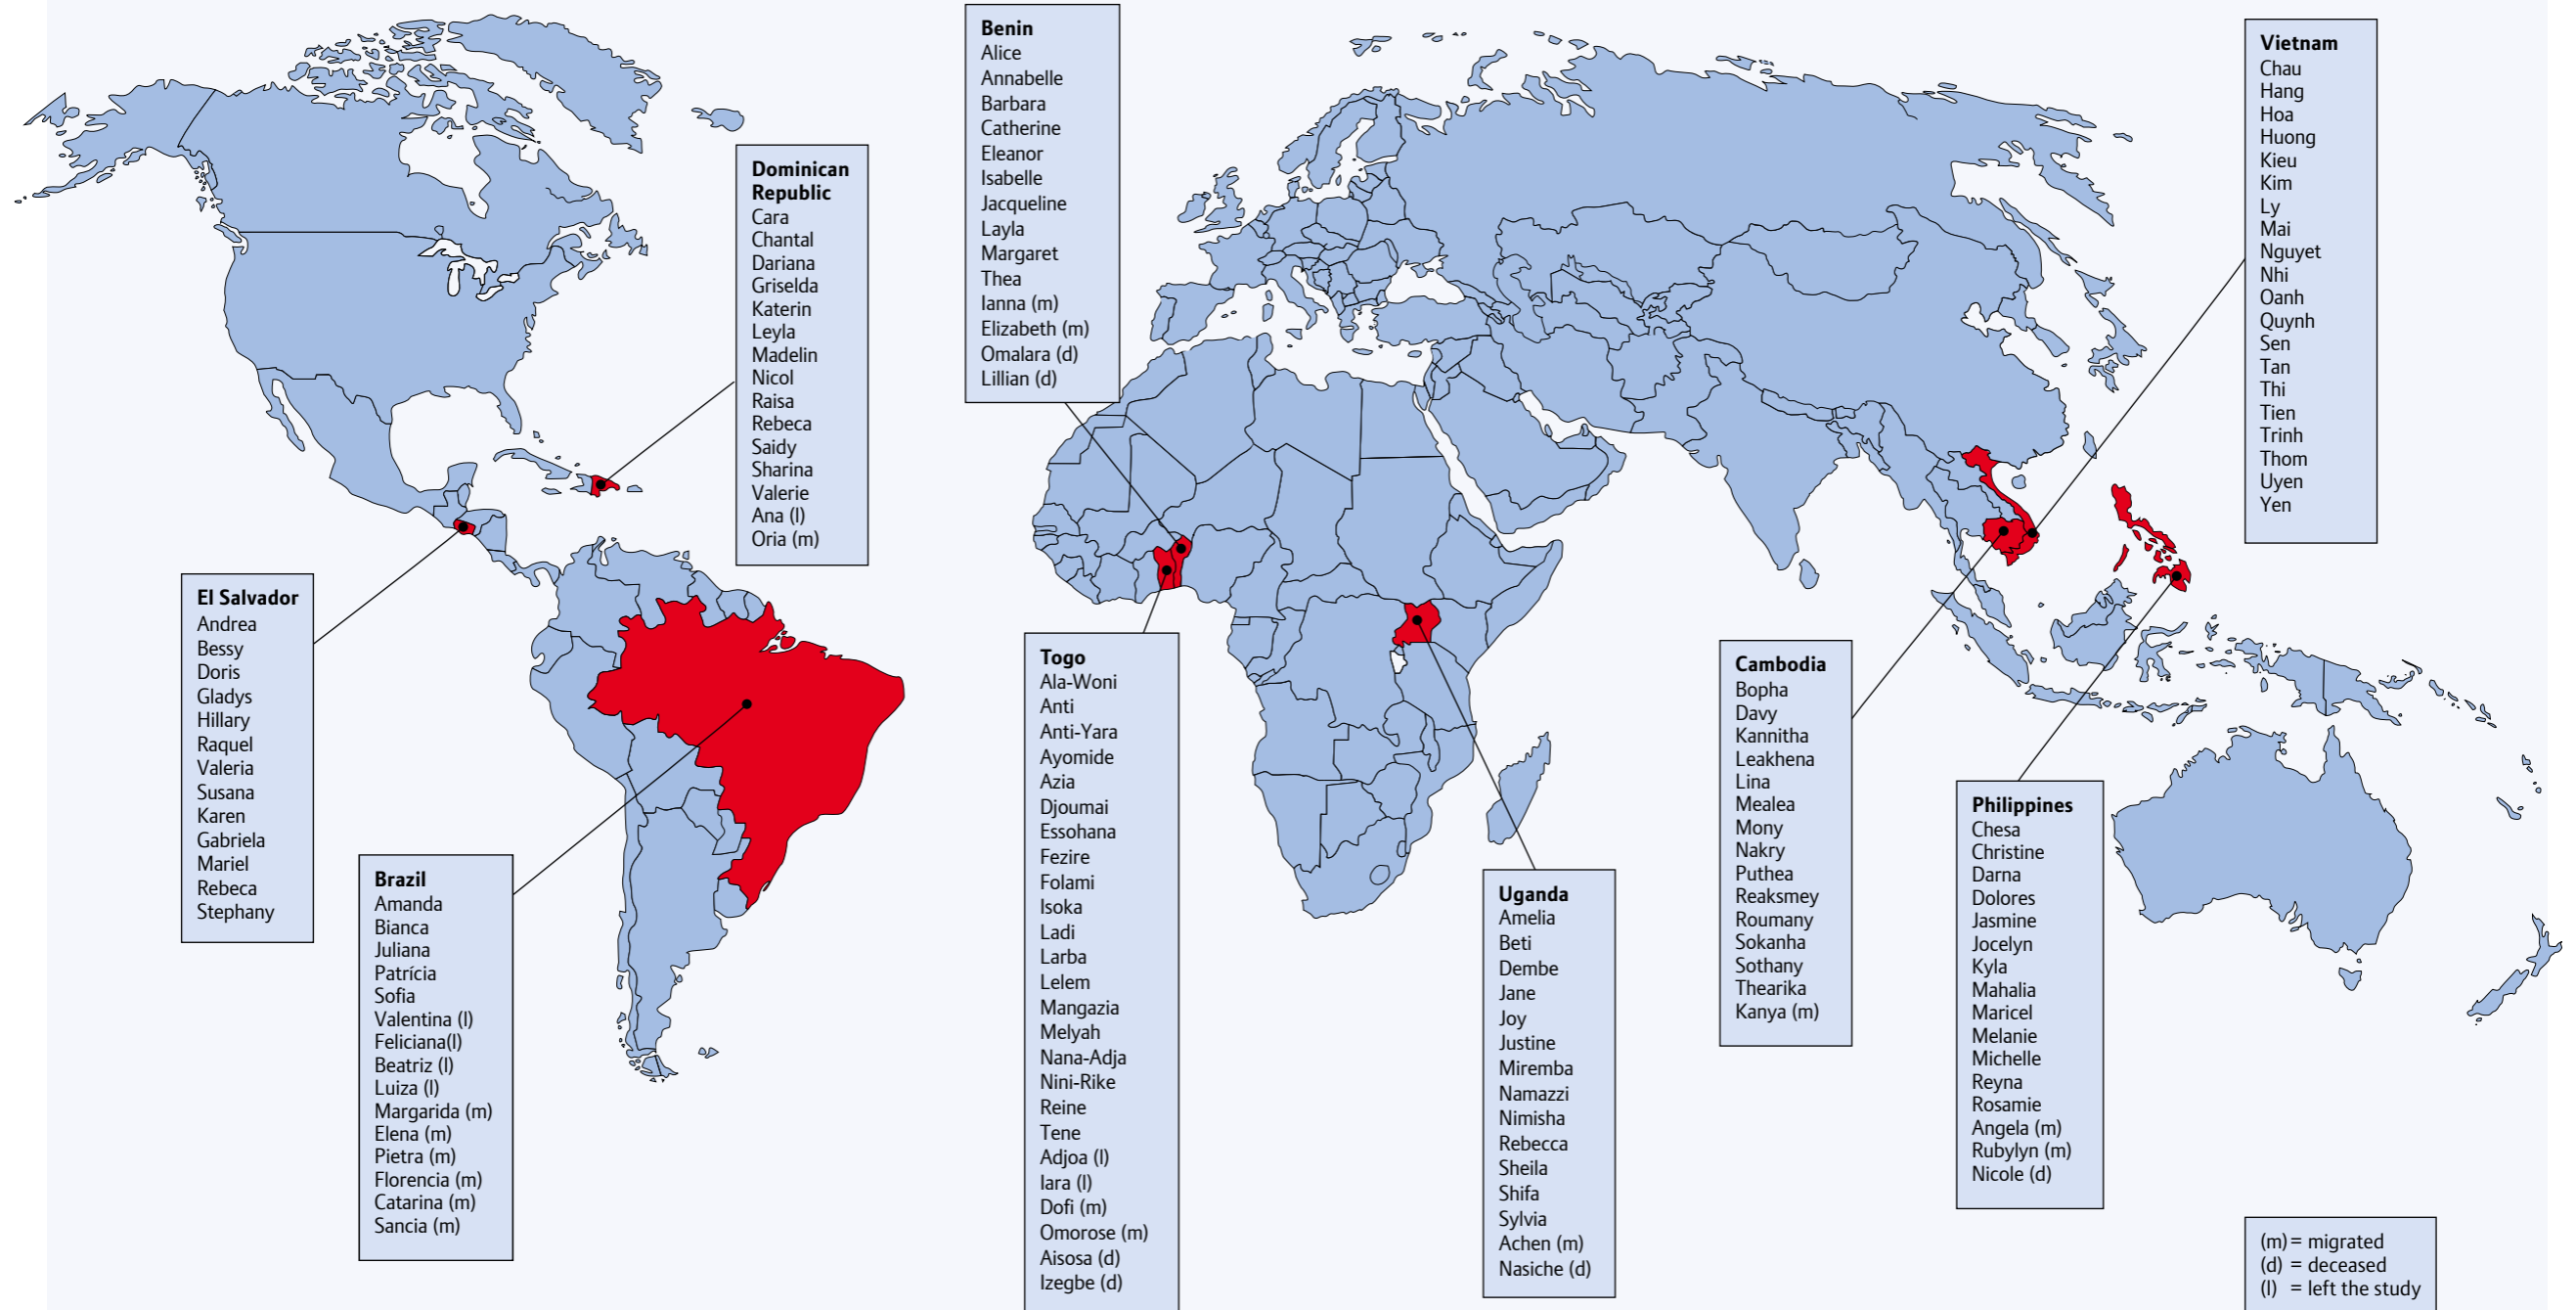 Benin
Alice
Annabelle
Barbara
Catherine
Eleanor
Isabelle
Jacqueline
Layla
Margaret
Thea
Ianna (m)
Elizabeth (m)
Omalara (d)
Lillian (d)
Vietnam
Chau
Hang
Hoa
Huong
Kieu
Kim
Ly
Mai
Nguyet
Nhi
Oanh
Quynh
Sen
Tan
Thi
Tien
Trinh
Thom
Uyen
Yen
Dominican
Republic
Cara
Chantal
Dariana
Griselda
Katerin
Leyla
Madelin
Nicol
Raisa
Rebeca
Saidy
Sharina
Valerie
Ana (l)
Oria (m)
El Salvador
Andrea
Bessy
Doris
Gladys
Hillary
Raquel
Valeria
Susana
Karen
Gabriela
Mariel
Rebeca
Stephany
Brazil
Amanda
Bianca
Juliana
Patrícia
Sofia
Valentina (l)
Feliciana(l)
Beatriz (l)
Luiza (l)
Margarida (m)
Elena (m)
Pietra (m)
Florencia (m)
Catarina (m)
Sancia (m)
Togo
Ala-Woni
Anti
Anti-Yara
Ayomide
Azia
Djoumai
Essohana
Fezire
Folami
Isoka
Ladi
Larba
Lelem
Mangazia
Melyah
Nana-Adja
Nini-Rike
Reine
Tene
Adjoa (l)
Iara (l)
Dofi (m)
Omorose (m)
Aisosa (d)
Izegbe (d)
Uganda
Amelia
Beti
Dembe
Jane
Joy
Justine
Miremba
Namazzi
Nimisha
Rebecca
Sheila
Shifa
Sylvia
Achen (m)
Nasiche (d)
Cambodia
Bopha
Davy
Kannitha
Leakhena
Lina
Mealea
Mony
Nakry
Puthea
Reaksmey
Roumany
Sokanha
Sothany
Thearika
Kanya (m)
Philippines
Chesa
Christine
Darna
Dolores
Jasmine
Jocelyn
Kyla
Mahalia
Maricel
Melanie
Michelle
Reyna
Rosamie
Angela (m)
Rubylyn (m)
Nicole (d)
(m) = migrated
(d) = deceased
(l) = left the study